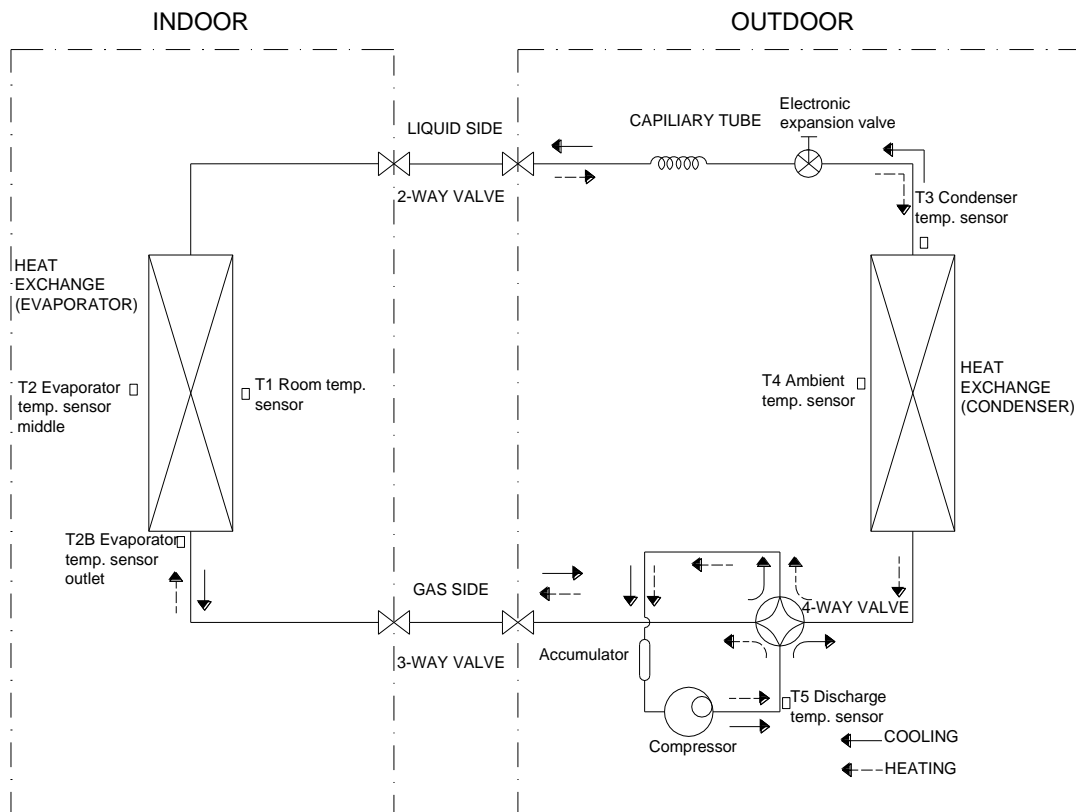 INDOOR
OUTDOOR
LIQUID SIDE
2-WAY VALVE
CAPILIARY TUBE
Electronic
expansion valve
T3 Condenser
temp. sensor
HEAT
EXCHANGE
(EVAPORATOR)
T2 Evaporator
temp. sensor
middle
T1 Room temp.
sensor
T4 Ambient
temp. sensor
HEAT
EXCHANGE
(CONDENSER)
T2B Evaporator
temp. sensor
outlet
GAS SIDE
3-WAY VALVE
4-WAY VALVE
Accumulator
Compressor
T5 Discharge
temp. sensor
COOLING
HEATING